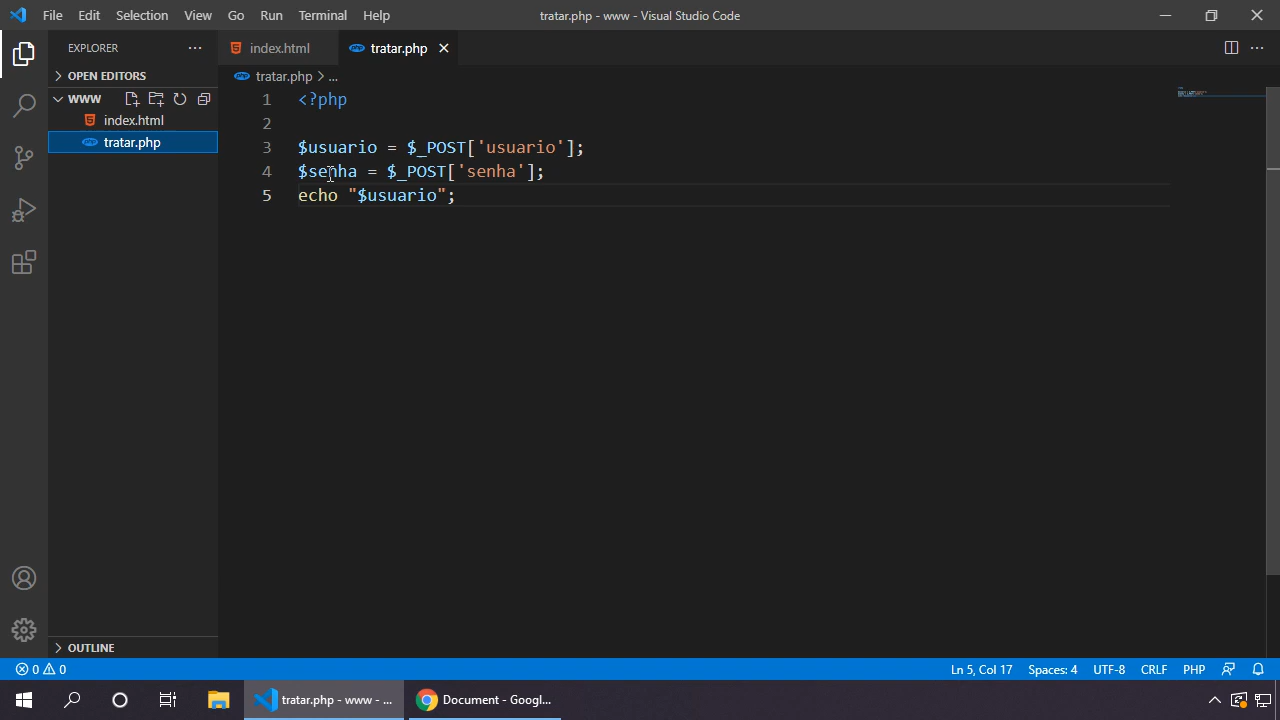 File Edit Selection View Go Run Terminal Help
tratar.php - www - Visual Studio Code
EXPLORER
OPEN EDITORS
WWW
index.html
tratar.php
index.html
tratar.php
tratar.php > ...
1 <?php
2
3 $usuario = $_POST['usuario'];
4 $senha = $_POST['senha'];
5 echo "$usuario";
OUTLINE
0 0
Ln 5, Col 17 Spaces: 4 UTF-8 CRLF PHP
tratar.php - www - ...
Document - Googl...